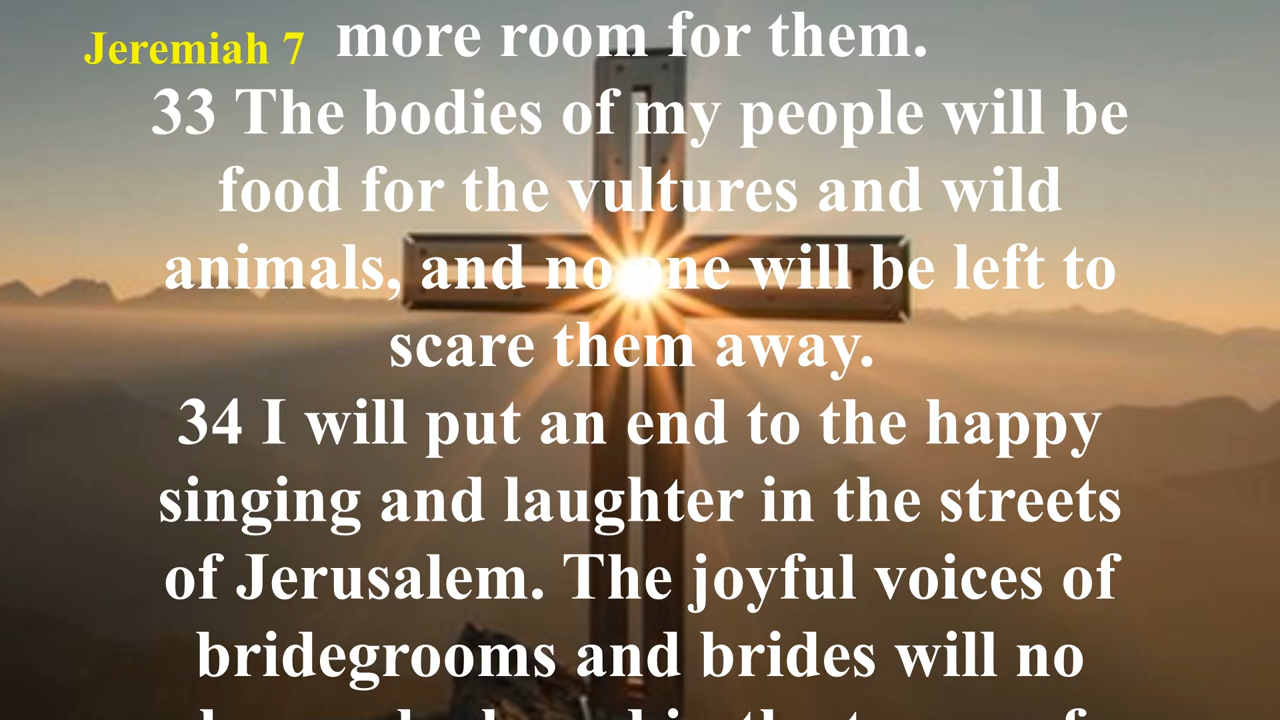 Jeremiah 7
more room for them.
33 The bodies of my people will be
food for the vultures and wild
animals, and no one will be left to
scare them away.
34 I will put an end to the happy
singing and laughter in the streets
of Jerusalem. The joyful voices of
bridegrooms and brides will no